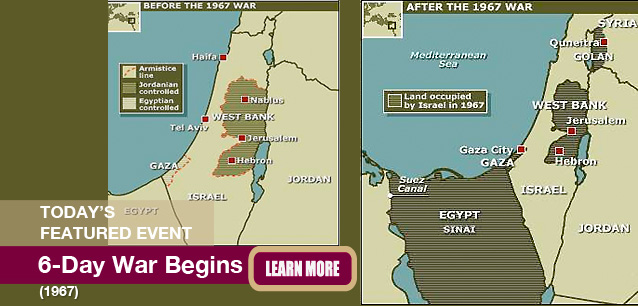 BEFORE THE 1967 WAR
Haifa
Armistice
line
Jordanian
controlled
Egyptian
controlled
Nablus
WEST BANK
Tel Aviv
Jerusalem
Hebron
GAZA
JORDAN
ISRAEL
EGYPT
AFTER THE 1967 WAR
SYRIA
Quneitra
GOLAN
Mediterranean
Sea
Land occupied
by Israel in 1967
WEST BANK
Jerusalem
Gaza City
GAZA
Hebron
Suez
Canal
ISRAEL
EGYPT
SINAI
JORDAN
TODAY'S
FEATURED EVENT
6-Day War Begins
LEARN MORE
(1967)